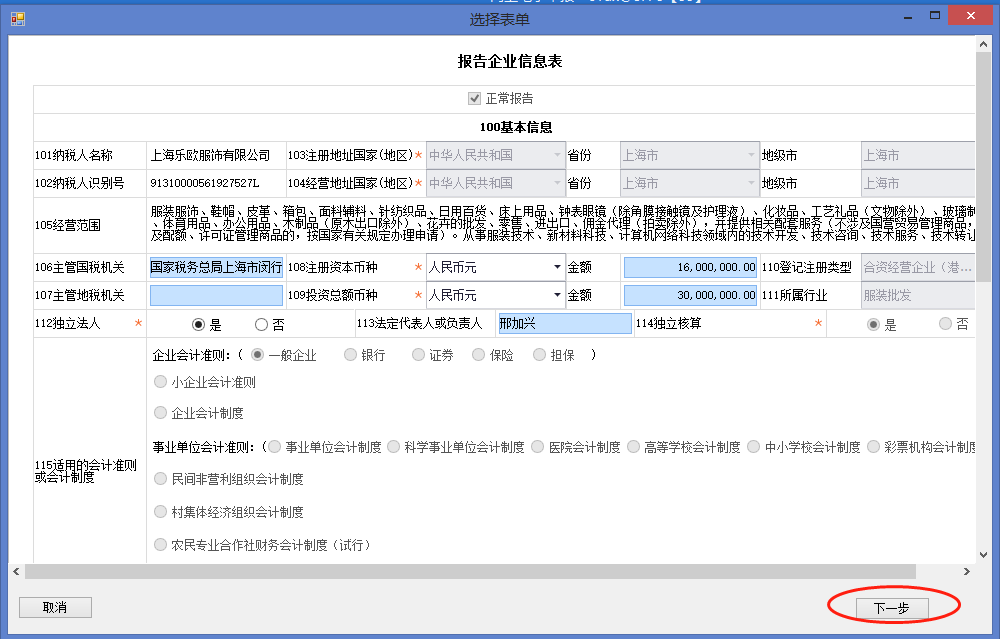 选择表单
报告企业信息表
正常报告
100基本信息
101纳税人名称 上海乐欧服饰有限公司 103注册地址国家(地区)* 中华人民共和国 省份 上海市 地级市 上海市
102纳税人识别号 91310000561927527L 104经营地址国家(地区)* 中华人民共和国 省份 上海市 地级市 上海市
105经营范围
服装服饰、鞋帽、皮革、箱包、面料辅料、针纺织品、日用百货、床上用品、钟表眼镜（除角膜接触镜及护理液）、化妆品、工艺礼品（文物除外）、玻璃制
、体育用品、办公用品、木制品（原木出口除外）、花卉的批发、零售、进出口、佣金代理（拍卖除外），并提供相关配套服务（不涉及国营贸易管理商品，
及配额、许可证管理商品的，按国家有关规定办理申请）。从事服装技术、新材料科技、计算机网络科技领域内的技术开发、技术咨询、技术服务、技术转让
106主管国税机关 国家税务总局上海市闵行 108注册资本币种 * 人民币元 金额 16,000,000.00 110登记注册类型 合资经营企业（港...
107主管地税机关 109投资总额币种 * 人民币元 金额 30,000,000.00 111所属行业 服装批发
112独立法人 * 是 否 113法定代表人或负责人 邢加兴 114独立核算 * 是 否
企业会计准则：( 一般企业 银行 证券 保险 担保 )
小企业会计准则
企业会计制度
事业单位会计准则：( 事业单位会计制度 科学事业单位会计制度 医院会计制度 高等学校会计制度 中小学校会计制度 彩票机构会计制度
115适用的会计准则
或会计制度
民间非营利组织会计制度
村集体经济组织会计制度
农民专业合作社财务会计制度（试行）
取消 下一步